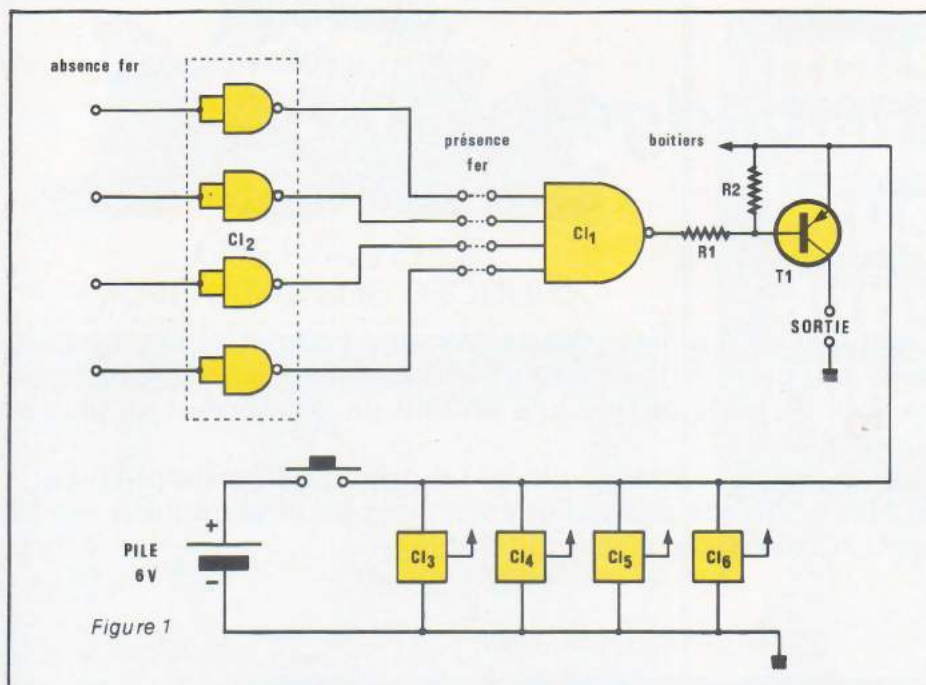 absence fer
CI2
présence
fer
boitiers
CI1
R1
R2
T1
SORTIE
+
PILE
6V
-
CI3
CI4
CI5
CI6
Figure 1